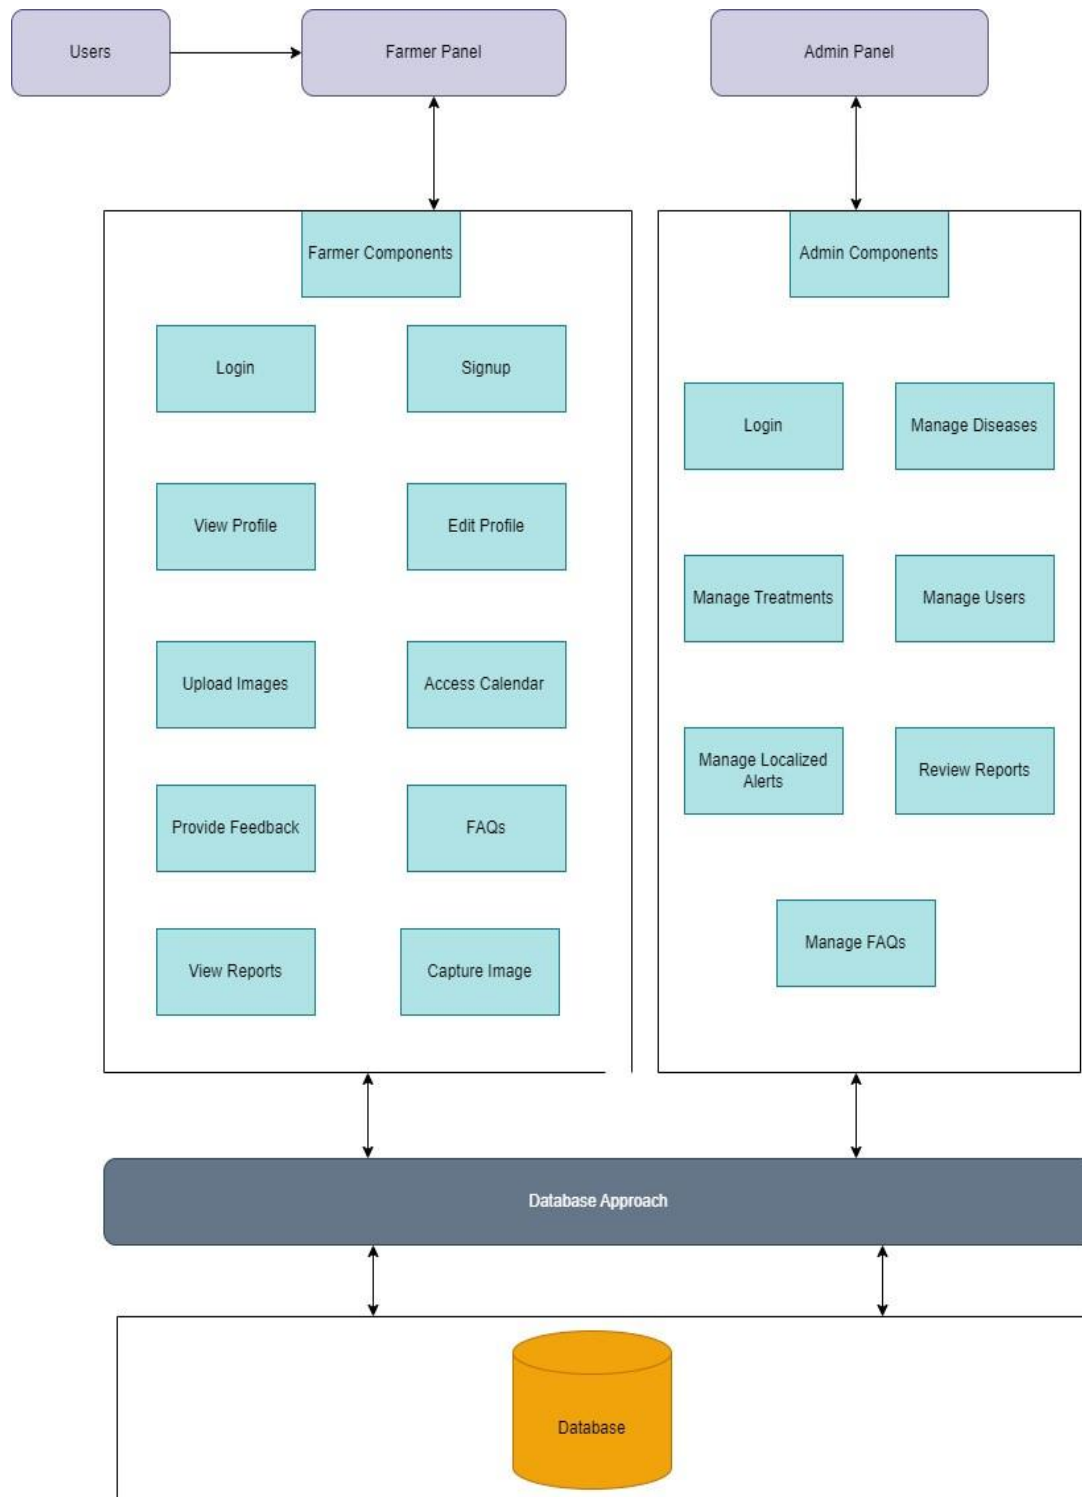 Users
Farmer Panel
Admin Panel
Farmer Components
Admin Components
Login
Signup
Login
Manage Diseases
View Profile
Edit Profile
Manage Treatments
Manage Users
Upload Images
Access Calendar
Manage Localized
Alerts
Review Reports
Provide Feedback
FAQs
Manage FAQs
View Reports
Capture Image
Database Approach
Database